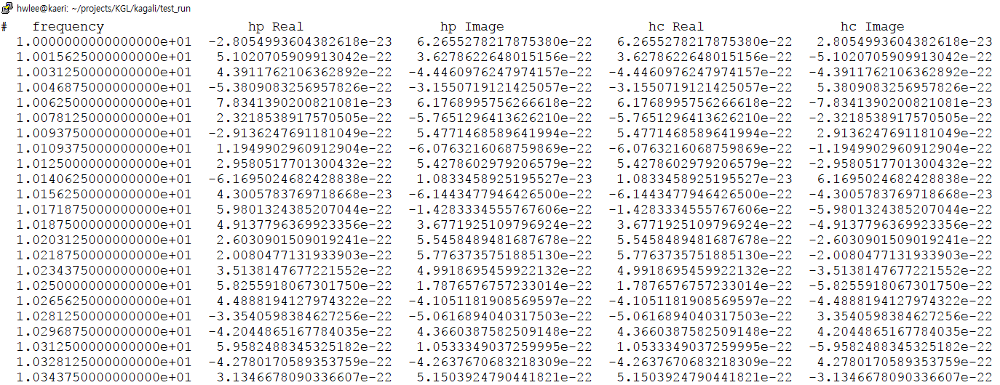 hwlee@kaeri: ~/projects/KGL/kagali/test_run
# frequency hp Real hp Image hc Real hc Image
1.0000000000000000e+01 -2.8054993604382618e-23 6.2655278217875380e-22 6.2655278217875380e-22 2.8054993604382618e-23
1.0015625000000000e+01 5.1020705909913042e-22 3.6278622648015156e-22 3.6278622648015156e-22 -5.1020705909913042e-22
1.0031250000000000e+01 4.3911762106362892e-22 -4.4460976247974157e-22 -4.4460976247974157e-22 -4.3911762106362892e-22
1.0046875000000000e+01 -5.3809083256957826e-22 -3.1550719121425057e-22 -3.1550719121425057e-22 5.3809083256957826e-22
1.0062500000000000e+01 7.8341390200821081e-23 6.1768995756266618e-22 6.1768995756266618e-22 -7.8341390200821081e-23
1.0078125000000000e+01 2.3218538917570505e-22 -5.7651296413626210e-22 -5.7651296413626210e-22 -2.3218538917570505e-22
1.0093750000000000e+01 -2.9136247691181049e-22 5.4771468589641994e-22 5.4771468589641994e-22 2.9136247691181049e-22
1.0109375000000000e+01 1.1949902960912904e-22 -6.0763216068759869e-22 -6.0763216068759869e-22 -1.1949902960912904e-22
1.0125000000000000e+01 2.9580517701300432e-22 5.4278602979206579e-22 5.4278602979206579e-22 -2.9580517701300432e-22
1.0140625000000000e+01 -6.1695024682428838e-22 1.0833458925195527e-23 1.0833458925195527e-23 6.1695024682428838e-22
1.0156250000000000e+01 4.3005783769718668e-23 -6.1443477946426500e-22 -6.1443477946426500e-22 -4.3005783769718668e-23
1.0171875000000000e+01 5.9801324385207044e-22 -1.4283334555767606e-22 -1.4283334555767606e-22 -5.9801324385207044e-22
1.0187500000000000e+01 4.9137796369923356e-22 3.6771925109796924e-22 3.6771925109796924e-22 -4.9137796369923356e-22
1.0203125000000000e+01 2.6030901509019241e-22 5.5458489481687678e-22 5.5458489481687678e-22 -2.6030901509019241e-22
1.0218750000000000e+01 2.0080477131933903e-22 5.7763735751885130e-22 5.7763735751885130e-22 -2.0080477131933903e-22
1.0234375000000000e+01 3.5138147677221552e-22 4.9918695459922132e-22 4.9918695459922132e-22 -3.5138147677221552e-22
1.0250000000000000e+01 5.8255918067301750e-22 1.7876576757233014e-22 1.7876576757233014e-22 -5.8255918067301750e-22
1.0265625000000000e+01 4.4888194127974322e-22 -4.1051181908569597e-22 -4.1051181908569597e-22 -4.4888194127974322e-22
1.0281250000000000e+01 -3.3540598384627256e-22 -5.0616894040317503e-22 -5.0616894040317503e-22 3.3540598384627256e-22
1.0296875000000000e+01 -4.2044865167784035e-22 4.3660387582509148e-22 4.3660387582509148e-22 4.2044865167784035e-22
1.0312500000000000e+01 5.9582488345325182e-22 1.0533349037259995e-22 1.0533349037259995e-22 -5.9582488345325182e-22
1.0328125000000000e+01 -4.2780170589353759e-22 -4.2637670683218309e-22 -4.2637670683218309e-22 4.2780170589353759e-22
1.0343750000000000e+01 3.1346678090336607e-22 5.1503924790441821e-22 5.1503924790441821e-22 -3.1346678090336607e-22